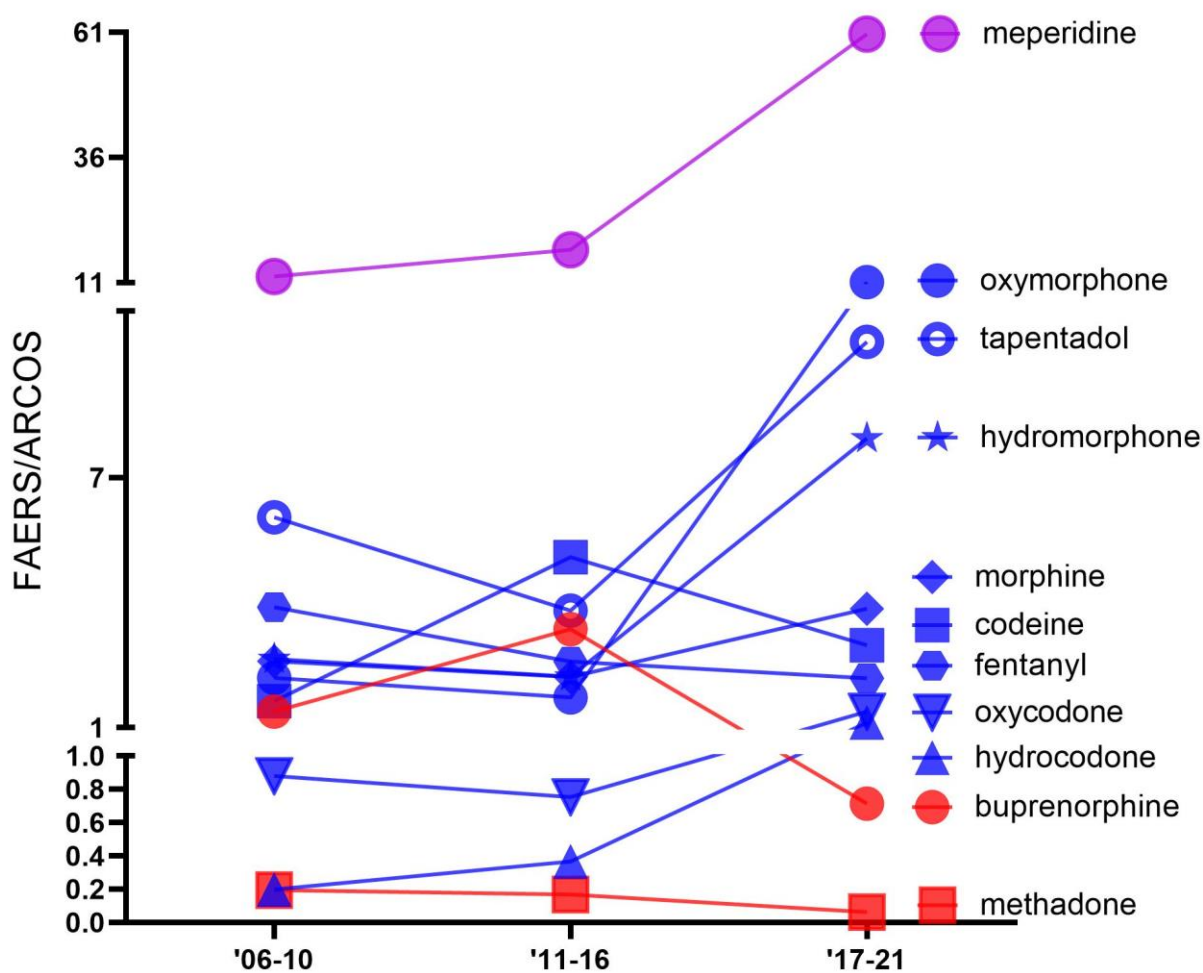 61
36
11
7
1
1.0
0.8
0.6
0.4
0.2
0.0
FAERS/ARCOS
meperidine
oxymorphone
tapentadol
hydromorphone
morphine
codeine
fentanyl
oxycodone
hydrocodone
buprenorphine
methadone
'06-10 '11-16 '17-21